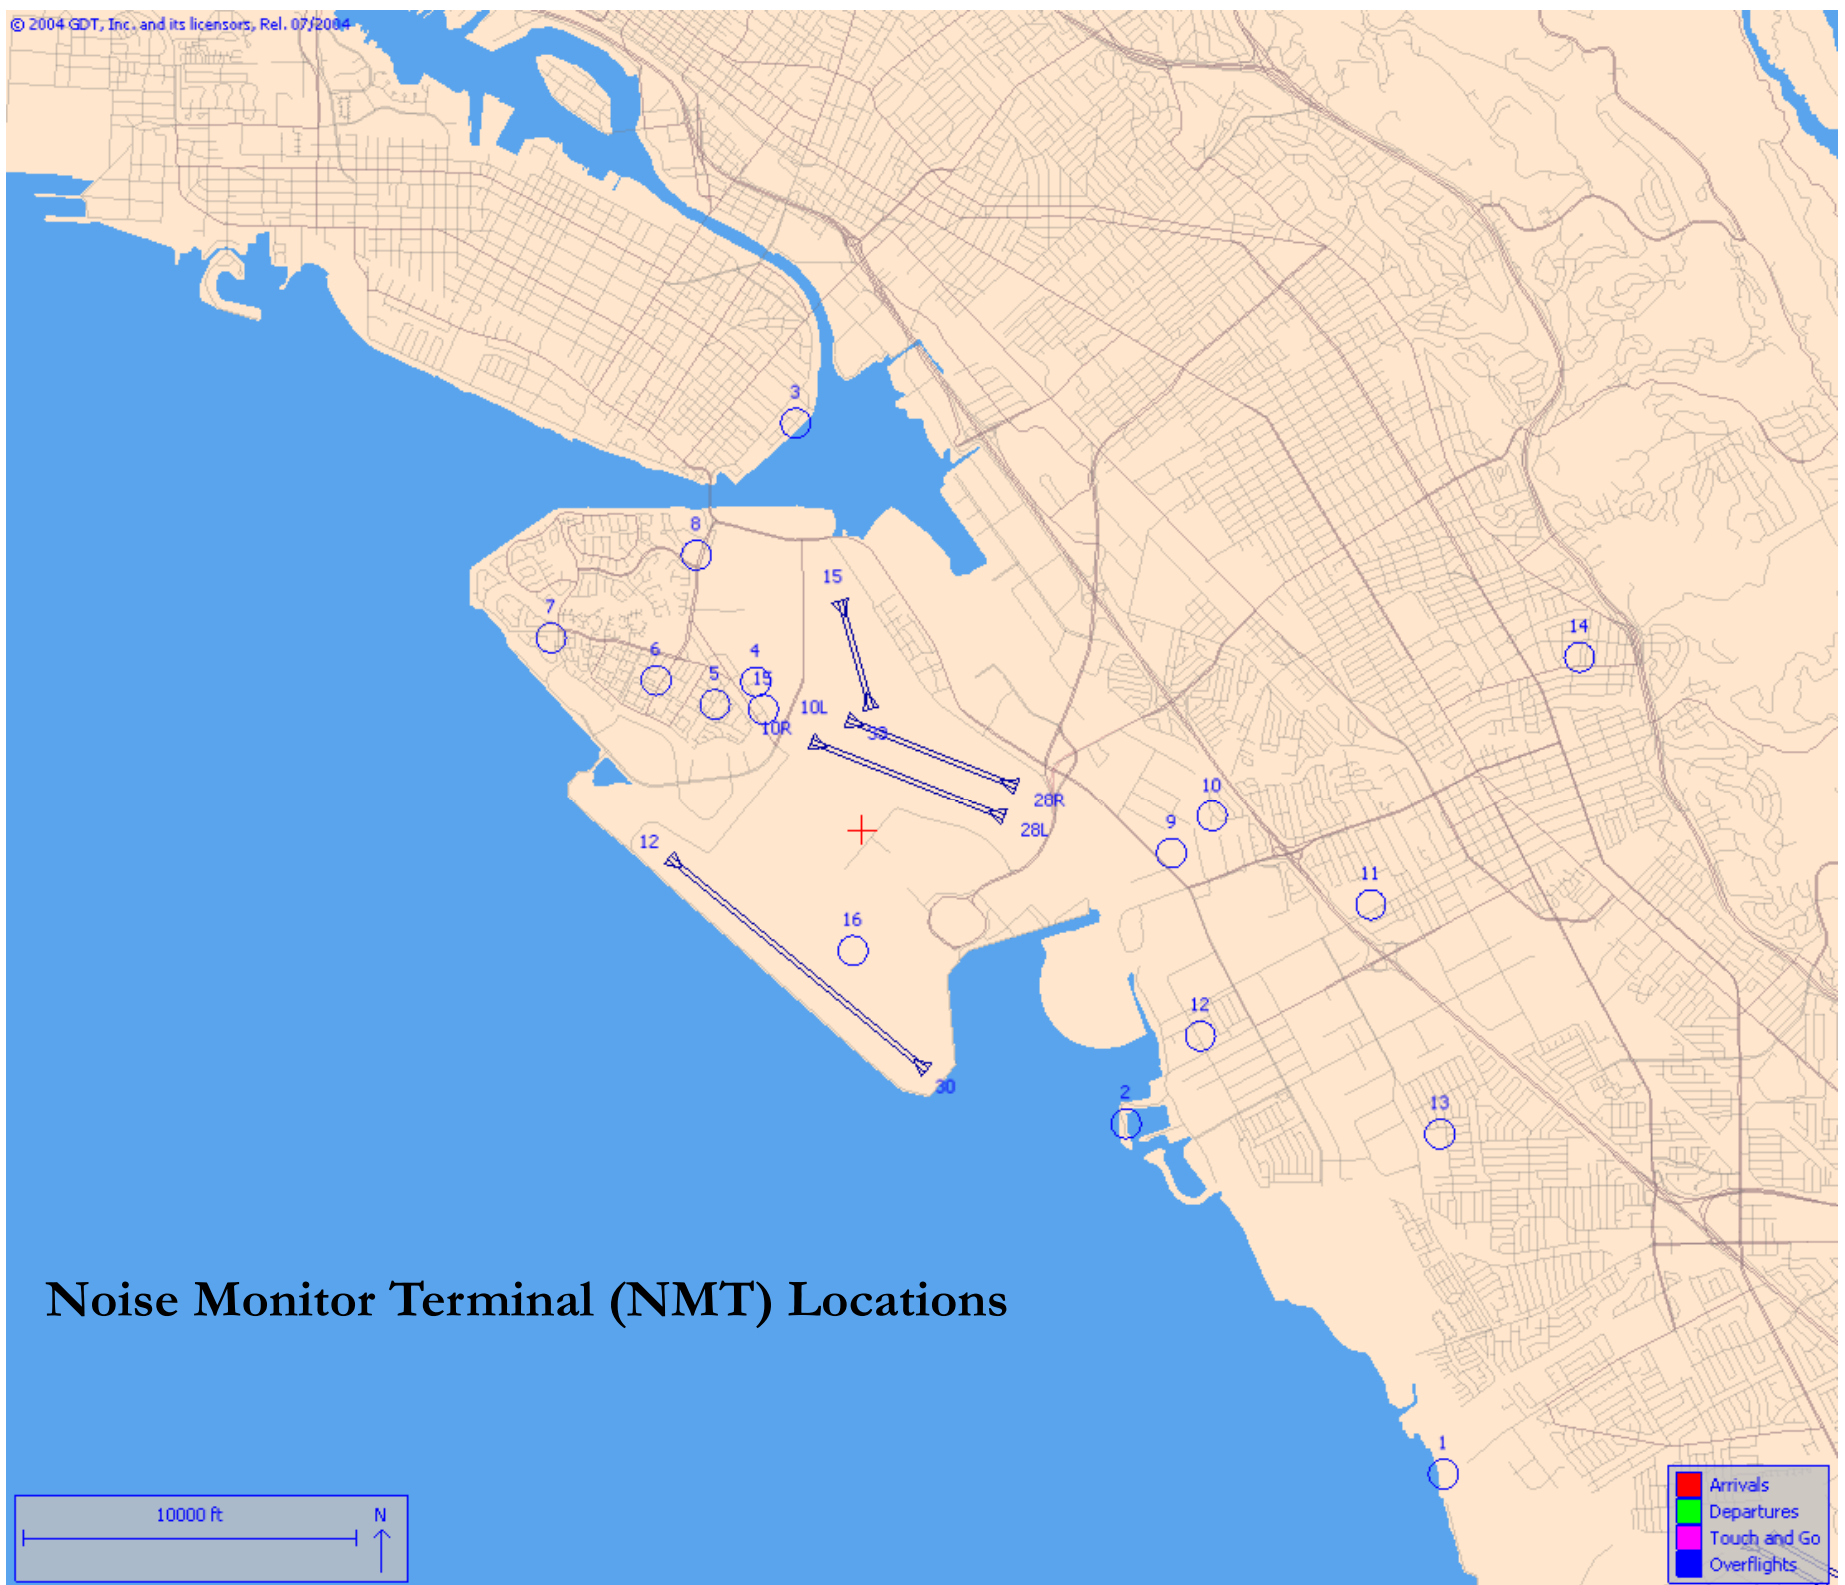 © 2004 GDT, Inc. and its licensors, Rel. 07/2004
3
8
15
7
14
6
4
5
15
10L
10R
33
10
28R
9
28L
12
11
16
12
30
2
13
Noise Monitor Terminal (NMT) Locations
1
10000 ft
N
Arrivals
Departures
Touch and Go
Overflights